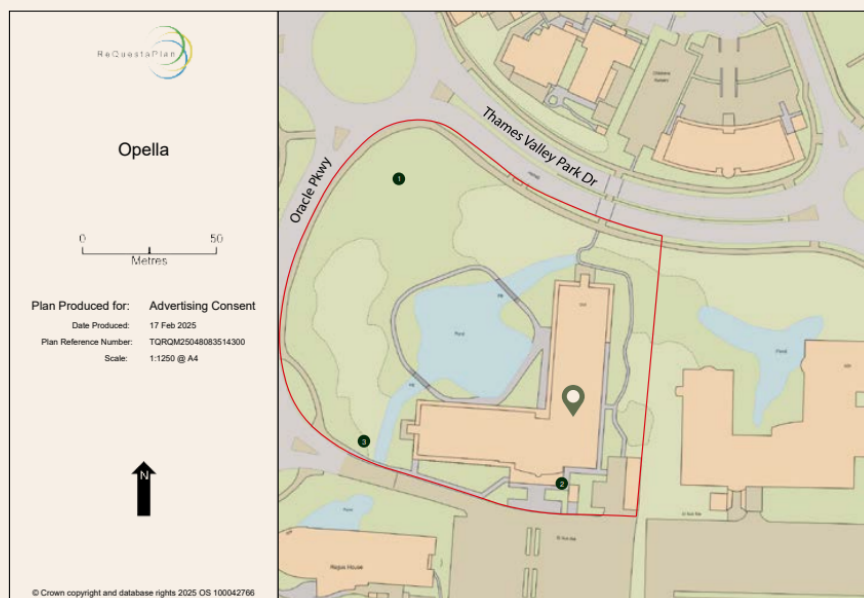 ReQuestaPlan
Opella
0 50
Metres
Plan Produced for: Advertising Consent
Date Produced: 17 Feb 2025
Plan Reference Number: TQRQM25048083514300
Scale: 1:1250 @ A4
N
© Crown copyright and database rights 2025 OS 100042766
Thames Valley Park Dr
Oracle Pkwy
1
Pond
Pond
3
2
Pond
Regus House